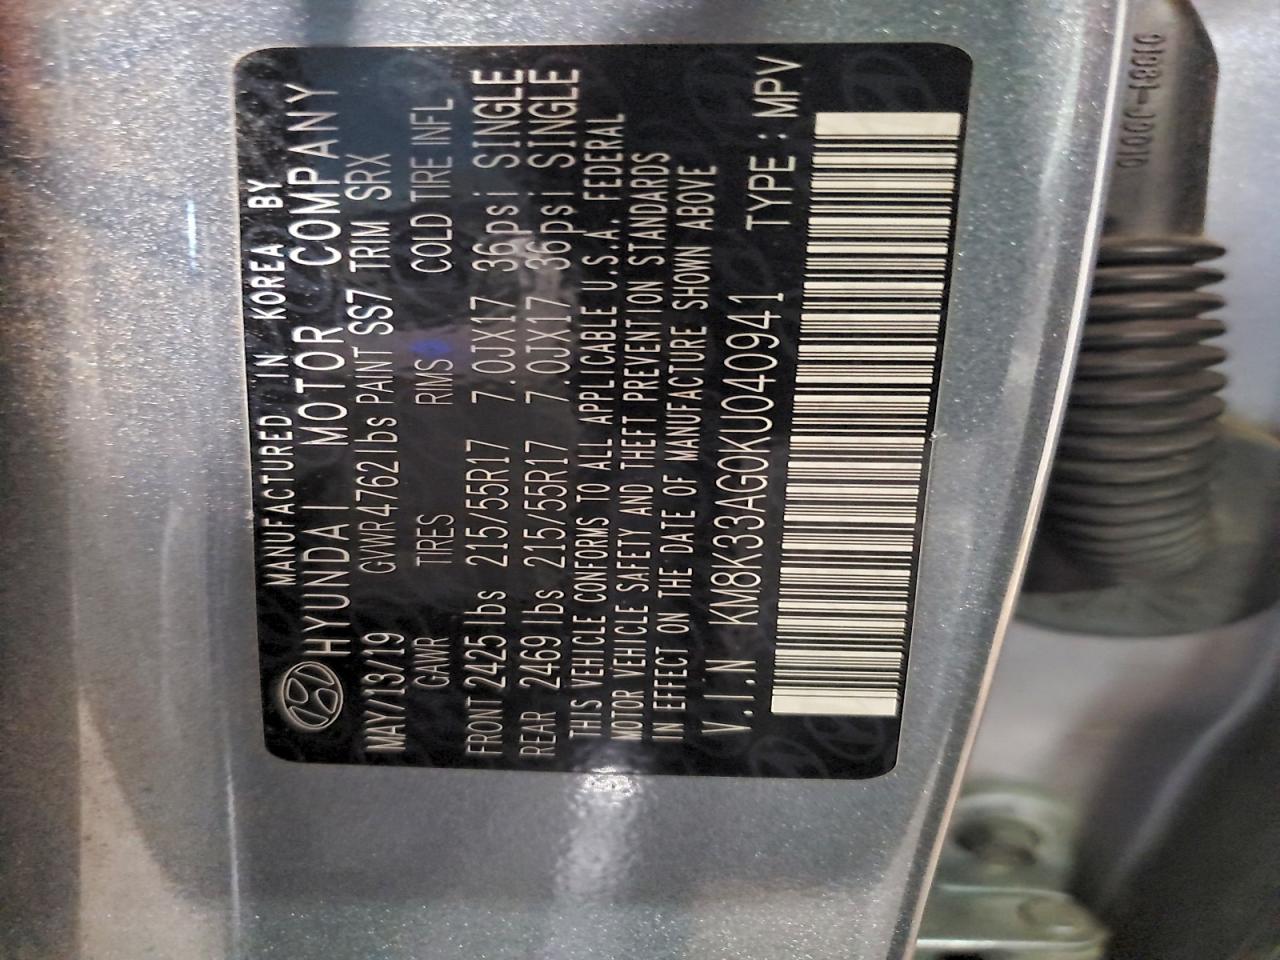 MANUFACTURED IN KOREA BY
HYUNDAI MOTOR COMPANY
MAY/13/19 GVWR4762lbs PAINT SS7 TRIM SRX
GAWR TIRES RIMS COLD TIRE INFL
FRONT 2425lbs 215/55R17 7.0JX17 36psi SINGLE
REAR 2469lbs 215/55R17 7.0JX17 36psi SINGLE
THIS VEHICLE CONFORMS TO ALL APPLICABLE U.S.A. FEDERAL
MOTOR VEHICLE SAFETY AND THEFT PREVENTION STANDARDS
IN EFFECT ON THE DATE OF MANUFACTURE SHOWN ABOVE
V.I.N KM8K33AG0KU040941 TYPE : MPV